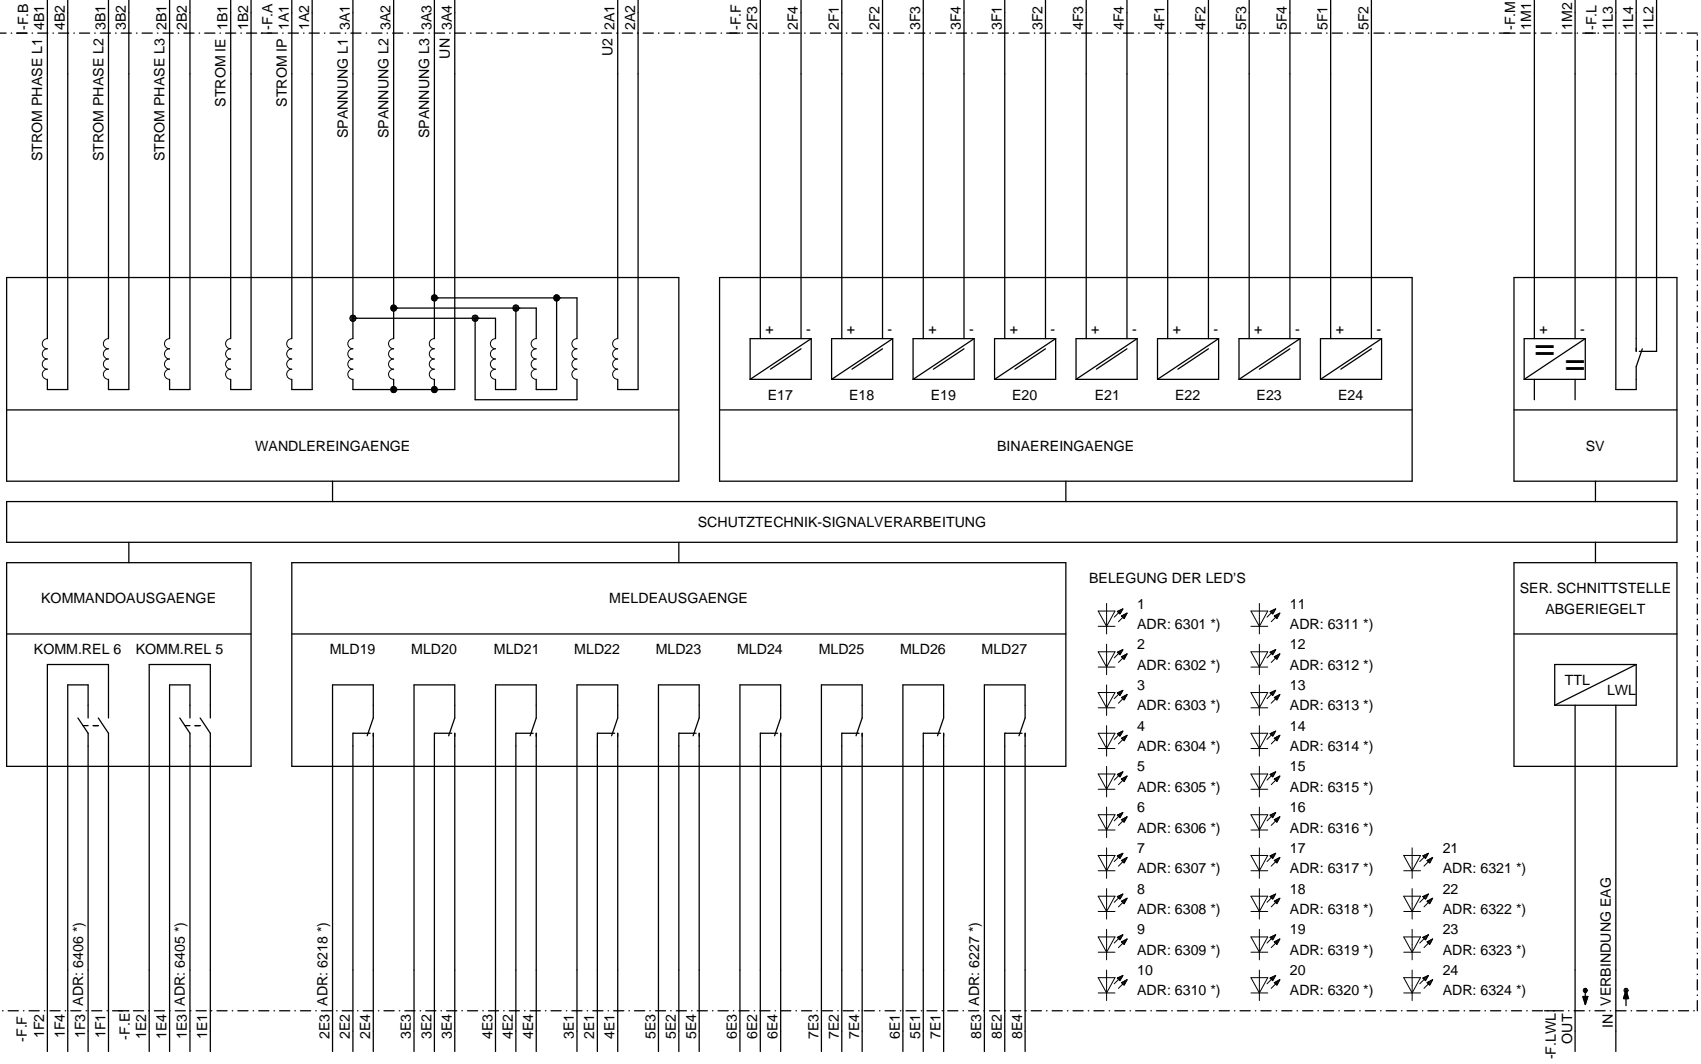 -F.B
4B1
4B2
3B1
3B2
2B1
2B2
1B1
1B2
-F.A
1A1
1A2
3A1
3A2
3A3
3A4
2A1
2A2
-F.F
2F3
2F4
2F1
2F2
3F3
3F4
3F1
3F2
4F3
4F4
4F1
4F2
5F3
5F4
5F1
5F2
-F.M
1M1
1M2
-F.L
1L3
1L4
1L2
STROM PHASE L1
STROM PHASE L2
STROM PHASE L3
STROM IE
STROM IP
SPANNUNG L1
SPANNUNG L2
SPANNUNG L3
UN
U2
+ -
+ -
+ -
+ -
+ -
+ -
+ -
+ -
+ -
E17
E18
E19
E20
E21
E22
E23
E24
WANDLEREINGAENGE
BINAEREINGAENGE
SV
SCHUTZTECHNIK-SIGNALVERARBEITUNG
KOMMANDOAUSGAENGE
KOMM.REL 6
KOMM.REL 5
MELDEAUSGAENGE
MLD19
MLD20
MLD21
MLD22
MLD23
MLD24
MLD25
MLD26
MLD27
BELEGUNG DER LED'S
1
ADR: 6301 *)
2
ADR: 6302 *)
3
ADR: 6303 *)
4
ADR: 6304 *)
5
ADR: 6305 *)
6
ADR: 6306 *)
7
ADR: 6307 *)
8
ADR: 6308 *)
9
ADR: 6309 *)
10
ADR: 6310 *)
11
ADR: 6311 *)
12
ADR: 6312 *)
13
ADR: 6313 *)
14
ADR: 6314 *)
15
ADR: 6315 *)
16
ADR: 6316 *)
17
ADR: 6317 *)
18
ADR: 6318 *)
19
ADR: 6319 *)
20
ADR: 6320 *)
21
ADR: 6321 *)
22
ADR: 6322 *)
23
ADR: 6323 *)
24
ADR: 6324 *)
SER. SCHNITTSTELLE
ABGERIEGELT
TTL
LWL
ADR: 6406 *)
ADR: 6405 *)
ADR: 6218 *)
ADR: 6227 *)
VERBINDUNG EAG
-F.F
1F2
1F4
1F3
1F1
-F.E
1E2
1E4
1E3
1E1
2E3
2E2
2E4
3E3
3E2
3E4
4E3
4E2
4E4
3E1
2E1
4E1
5E3
5E2
5E4
6E3
6E2
6E4
7E3
7E2
7E4
6E1
5E1
7E1
8E3
8E2
8E4
-F.LWL
OUT
IN